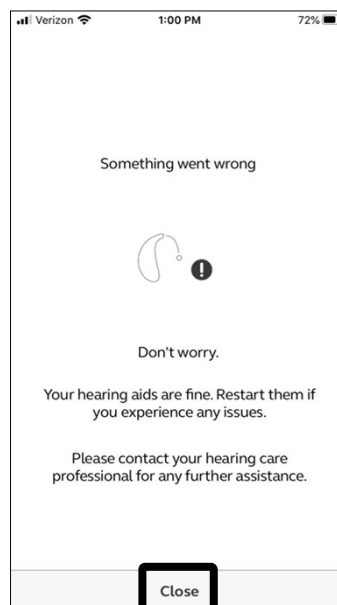 Verizon 1:00 PM 72%
Something went wrong
!
Don't worry.
Your hearing aids are fine. Restart them if
you experience any issues.
Please contact your hearing care
professional for any further assistance.
Close